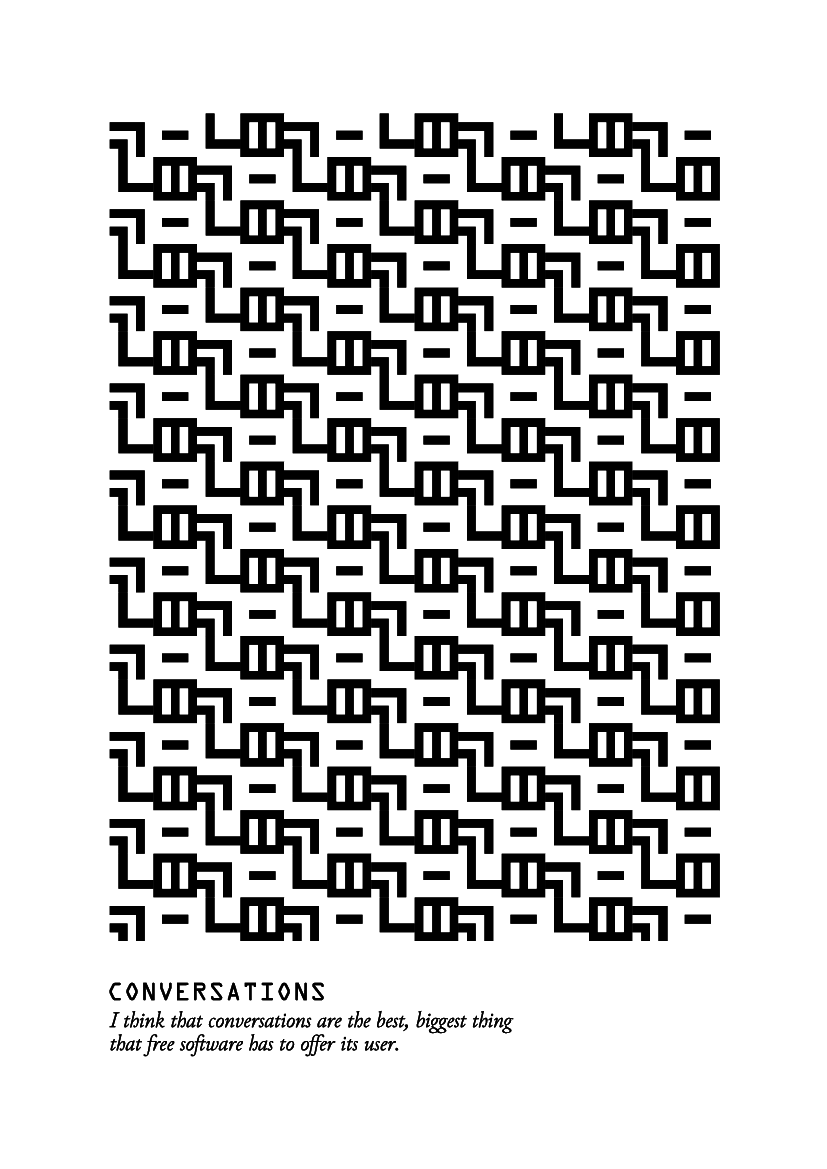 CONVERSATIONS
I think that conversations are the best, biggest thing
that free software has to offer its user.